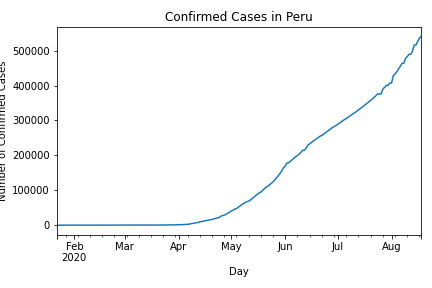 Confirmed Cases in Peru
Number of Confirmed Cases
500000
400000
300000
200000
100000
0
Feb Mar Apr May Jun Jul Aug
2020
Day